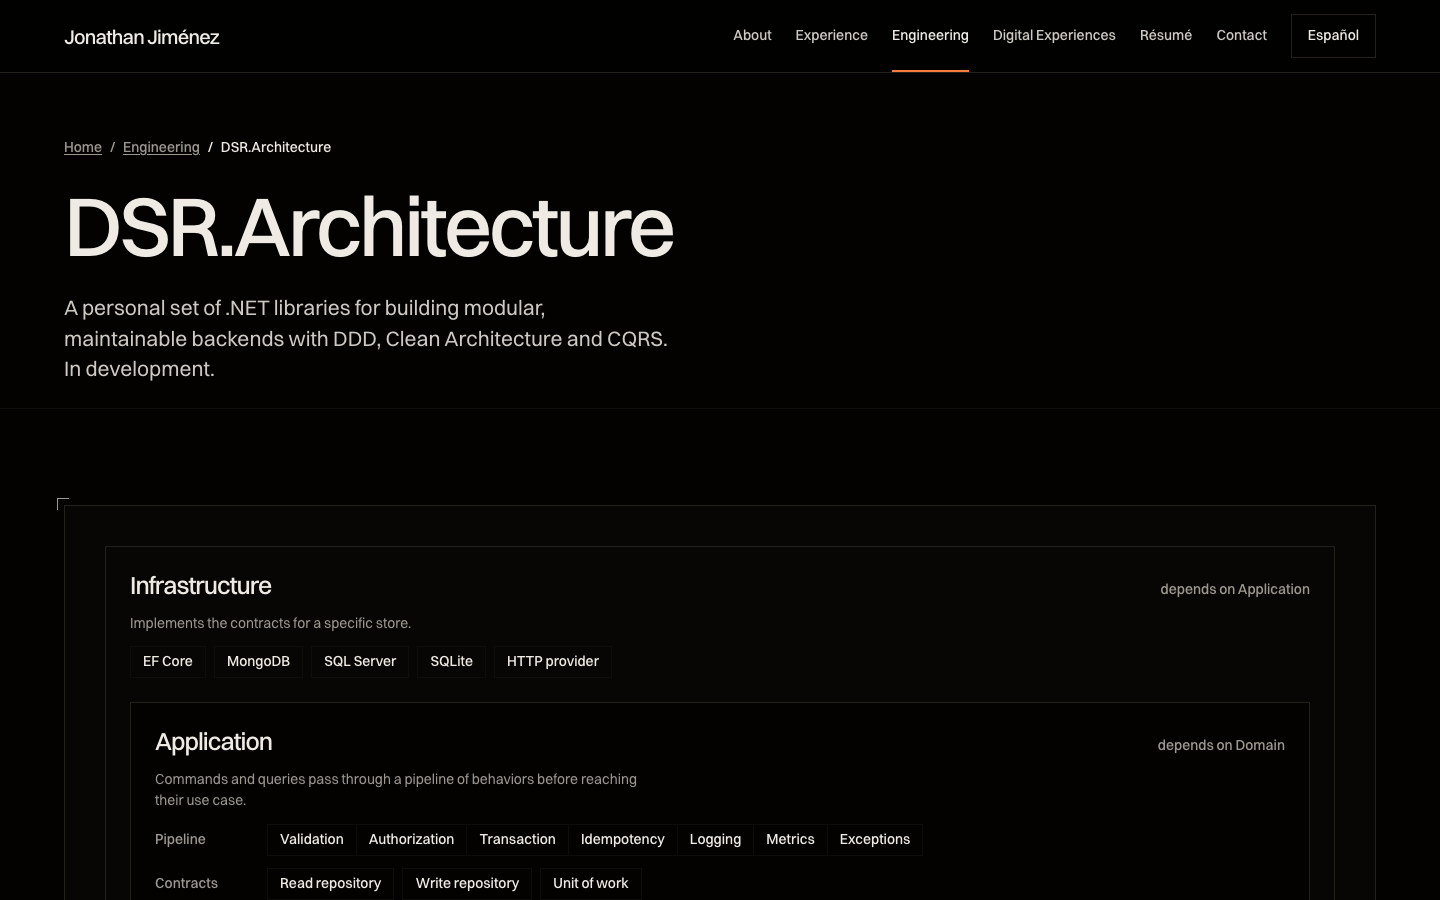 Jonathan Jiménez
About
Experience
Engineering
Digital Experiences
Résumé
Contact
Español
Home / Engineering / DSR.Architecture
DSR.Architecture
A personal set of .NET libraries for building modular,
maintainable backends with DDD, Clean Architecture and CQRS.
In development.
Infrastructure
depends on Application
Implements the contracts for a specific store.
EF Core
MongoDB
SQL Server
SQLite
HTTP provider
Application
depends on Domain
Commands and queries pass through a pipeline of behaviors before reaching
their use case.
Pipeline
Validation
Authorization
Transaction
Idempotency
Logging
Metrics
Exceptions
Contracts
Read repository
Write repository
Unit of work